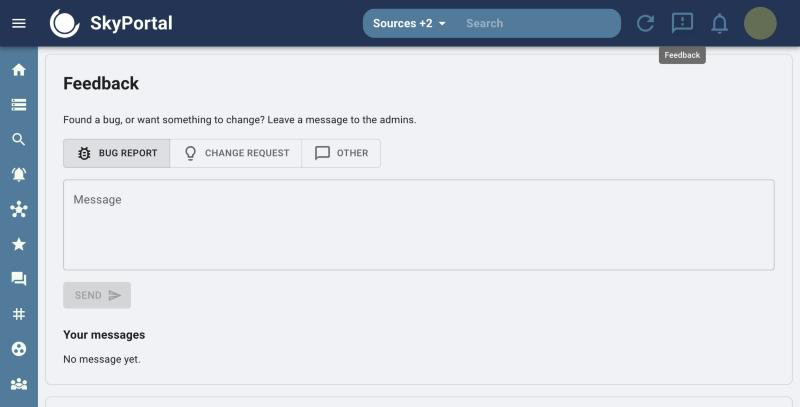 SkyPortal
Sources +2
Search
Feedback
Feedback
Found a bug, or want something to change? Leave a message to the admins.
BUG REPORT
CHANGE REQUEST
OTHER
Message
SEND
Your messages
No message yet.